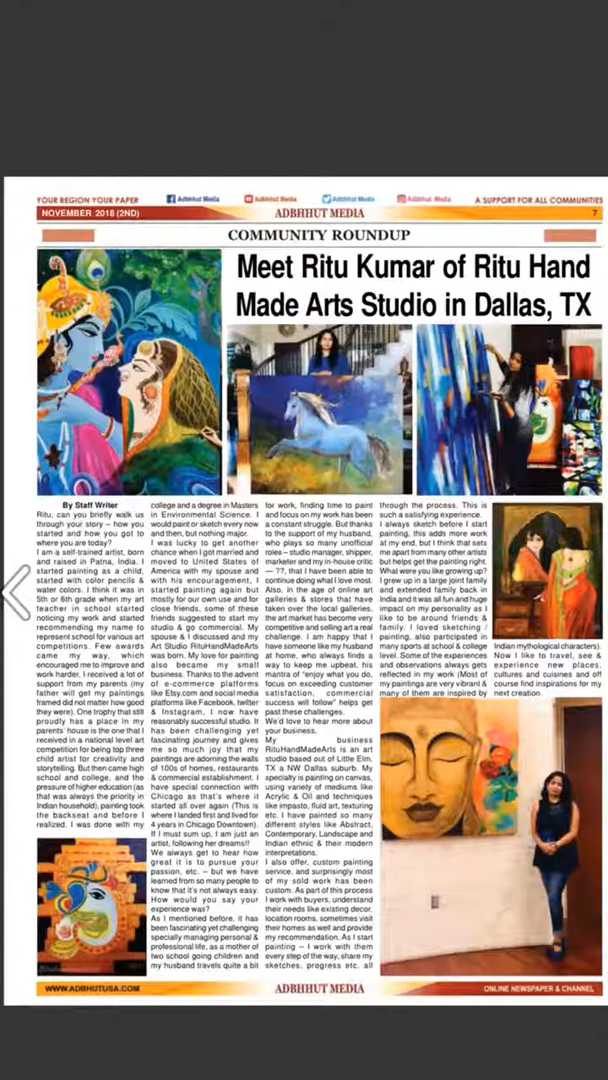 YOUR REGION YOUR PAPER
Adbhhut Media
Adbhhut Media
Adbhhut Media
Adbhhut Media
A SUPPORT FOR ALL COMMUNITIES
NOVEMBER 2018 (2ND)
ADBHHUT MEDIA
7
COMMUNITY ROUNDUP
Meet Ritu Kumar of Ritu Hand
Made Arts Studio in Dallas, TX
By Staff Writer
Ritu, can you briefly walk us
through your story – how you
started and how you got to
where you are today?
I am a self-trained artist, born
and raised in Patna, India. I
started painting as a child,
started with color pencils &
water colors. I think it was in
5th or 6th grade when my art
teacher in school started
noticing my work and started
recommending my name to
represent school for various art
competitions. Few awards
came my way, which
encouraged me to improve and
work harder. I received a lot of
support from my parents (my
father will get my paintings
framed did not matter how good
they were). One trophy that still
proudly has a place in my
parents' house is the one that I
received in a national level art
competition for being top three
child artist for creativity and
storytelling. But then came high
school and college, and the
pressure of higher education (as
that was always the priority in
Indian household), painting took
the backseat and before I
realized, I was done with my
college and a degree in Masters
in Environmental Science. I
would paint or sketch every now
and then, but nothing major.
I was lucky to get another
chance when I got married and
moved to United States of
America with my spouse and
with his encouragement, I
started painting again but
mostly for our own use and for
close friends, some of these
friends suggested to start my
studio & go commercial. My
spouse & I discussed and my
Art Studio RituHandMadeArts
was born. My love for painting
also became my small
business. Thanks to the advent
of e-commerce platforms
like Etsy.com and social media
platforms like Facebook, twitter
& Instagram, I now have
reasonably successful studio. It
has been challenging yet
fascinating journey and gives
me so much joy that my
paintings are adorning the walls
of 100s of homes, restaurants
& commercial establishment. I
have special connection with
Chicago as that's where it
started all over again (This is
where I landed first and lived for
4 years in Chicago Downtown).
If I must sum up, I am just an
artist, following her dreams!!
We always get to hear how
great it is to pursue your
passion, etc. – but we have
learned from so many people to
know that it's not always easy.
How would you say your
experience was?
As I mentioned before, it has
been fascinating yet challenging
specially managing personal &
professional life, as a mother of
two school going children and
my husband travels quite a bit
for work, finding time to paint
and focus on my work has been
a constant struggle. But thanks
to the support of my husband,
who plays so many unofficial
roles – studio manager, shipper,
marketer and my in-house critic
— ??, that I have been able to
continue doing what I love most.
Also, in the age of online art
galleries & stores that have
taken over the local galleries,
the art market has become very
competitive and selling art a real
challenge. I am happy that I
have someone like my husband
at home, who always finds a
way to keep me upbeat, his
mantra of "enjoy what you do,
focus on exceeding customer
satisfaction, commercial
success will follow" helps get
past these challenges.
We'd love to hear more about
your business.
My business
RituHandMadeArts is an art
studio based out of Little Elm,
TX a NW Dallas suburb. My
specialty is painting on canvas,
using variety of mediums like
Acrylic & Oil and techniques
like impasto, fluid art, texturing
etc. I have painted so many
different styles like Abstract,
Contemporary, Landscape and
Indian ethnic & their modern
interpretations.
I also offer, custom painting
service, and surprisingly most
of my sold work has been
custom. As part of this process
I work with buyers, understand
their needs like existing decor,
location rooms, sometimes visit
their homes as well and provide
my recommendation. As I start
painting – I work with them
every step of the way, share my
sketches, progress etc. all
through the process. This is
such a satisfying experience.
I always sketch before I start
painting, this adds more work
at my end, but I think that sets
me apart from many other artists
but helps get the painting right.
What were you like growing up?
I grew up in a large joint family
and extended family back in
India and it was all fun and huge
impact on my personality as I
like to be around friends &
family. I loved sketching /
painting, also participated in
many sports at school & college
level. Some of the experiences
and observations always gets
reflected in my work (Most of
my paintings are very vibrant &
many of them are inspired by
Indian mythological characters).
Now I like to travel, see &
experience new places,
cultures and cuisines and off
course find inspirations for my
next creation.
WWW.ADBHUTUSA.COM
ADBHHUT MEDIA
ONLINE NEWSPAPER & CHANNEL